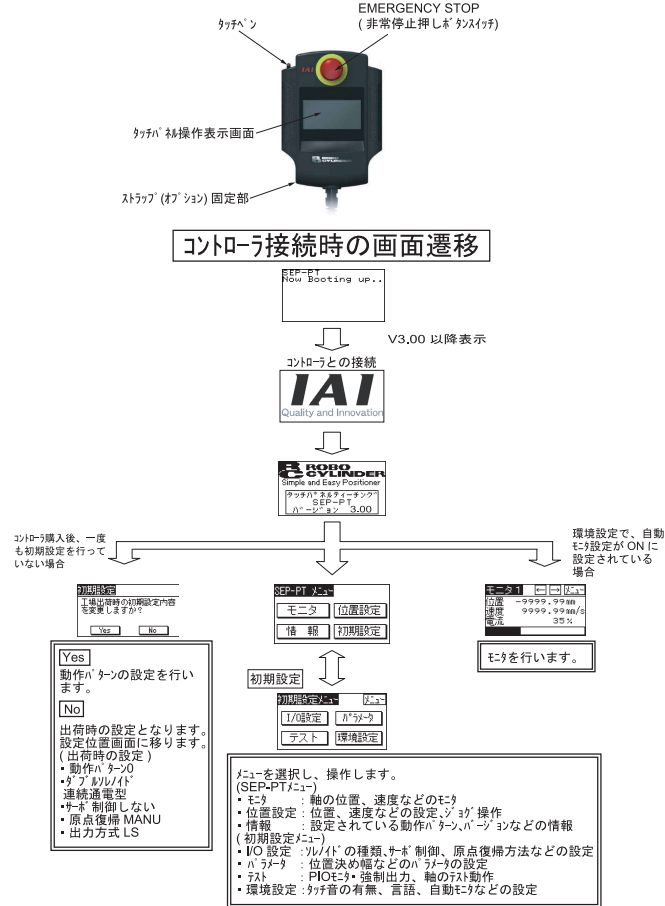 EMERGENCY STOP
(非常停止押しﾎﾞﾀﾝｽｲｯﾁ)
ﾀｯﾁﾍﾟﾝ
IAI
ﾀｯﾁﾊﾟﾈﾙ操作表示画面
ROBO CYLINDER
ｽﾄﾗｯﾌﾟ(ｵﾌﾟｼｮﾝ)固定部
ｺﾝﾄﾛｰﾗ接続時の画面遷移
SEP-PT
Now Booting up..
V3.00 以降表示
ｺﾝﾄﾛｰﾗとの接続
IAI
Quality and Innovation
RC ROBO CYLINDER
Simple and Easy Positioner
タッチパネルティーチング
SEP-PT
バージョン 3.00
ｺﾝﾄﾛｰﾗ購入後、一度
も初期設定を行って
いない場合
環境設定で、自動
ﾓﾆﾀ設定が ON に
設定されている
場合
初期設定
工場出荷時の初期設定内容
を変更しますか?
Yes No
SEP-PT ﾒﾆｭｰ
モニタ 位置設定
情 報 初期設定
モニタ1 ← → ﾒﾆｭｰ
位置 -9999.99mm
速度 9999.99mm/s
電流 35%
Yes
動作ﾊﾟﾀｰﾝの設定を行い
ます。
No
出荷時の設定となります。
設定位置画面に移ります。
(出荷時の設定)
・動作ﾊﾟﾀｰﾝ0
・ﾀﾞﾌﾞﾙｿﾚﾉｲﾄﾞ
連続通電型
・ｻｰﾎﾞ制御しない
・原点復帰 MANU
・出力方式 LS
ﾓﾆﾀを行います。
初期設定
初期設定ﾒﾆｭｰ ﾒﾆｭｰ
I/O設定 ﾊﾟﾗﾒｰﾀ
テスト 環境設定
ﾒﾆｭｰを選択し、操作します。
(SEP-PTﾒﾆｭｰ)
・ﾓﾆﾀ : 軸の位置、速度などのﾓﾆﾀ
・位置設定 : 位置、速度などの設定、ｼﾞｮｸﾞ操作
・情報 : 設定されている動作ﾊﾟﾀｰﾝ、ﾊﾞｰｼﾞｮﾝなどの情報
(初期設定ﾒﾆｭｰ)
・I/O 設定 : ｿﾚﾉｲﾄﾞの種類、ｻｰﾎﾞ制御、原点復帰方法などの設定
・ﾊﾟﾗﾒｰﾀ : 位置決め幅などのﾊﾟﾗﾒｰﾀの設定
・ﾃｽﾄ : PIOﾓﾆﾀ・強制出力、軸のﾃｽﾄ動作
・環境設定 : ﾀｯﾁ音の有無、言語、自動ﾓﾆﾀなどの設定